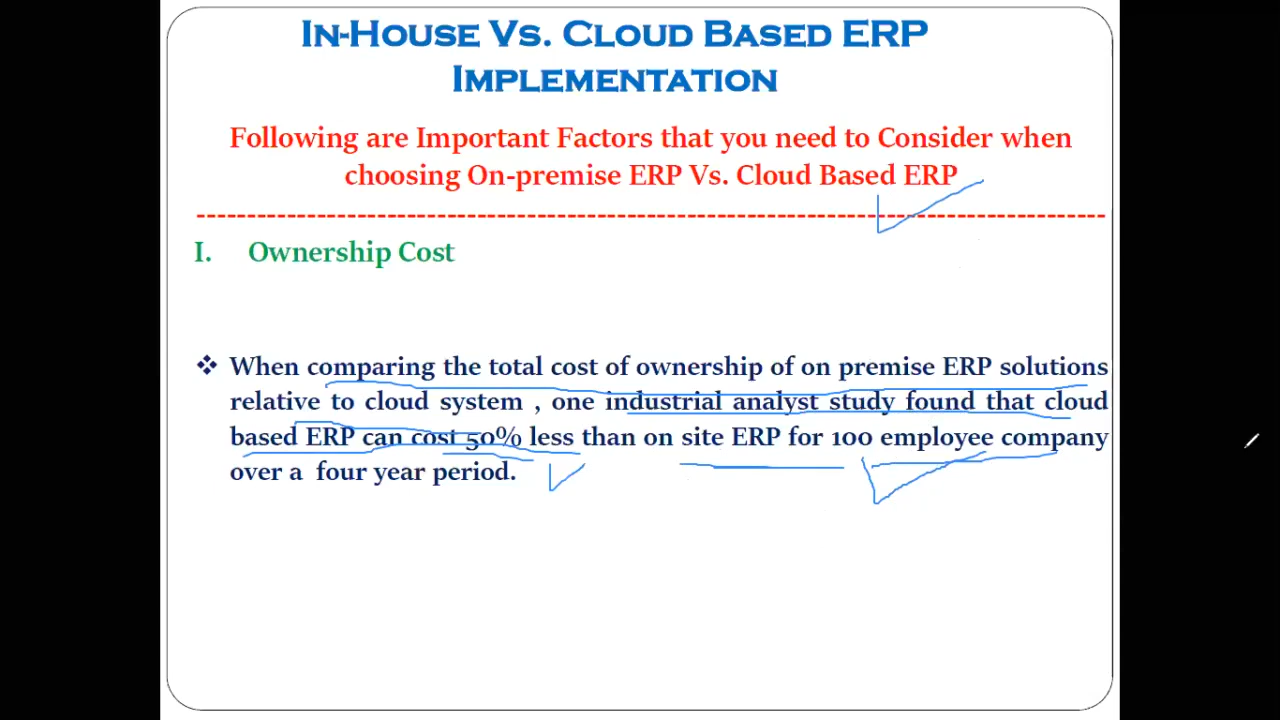 IN-HOUSE VS. CLOUD BASED ERP
IMPLEMENTATION
Following are Important Factors that you need to Consider when
choosing On-premise ERP Vs. Cloud Based ERP
I. Ownership Cost
❖ When comparing the total cost of ownership of on premise ERP solutions
relative to cloud system , one industrial analyst study found that cloud
based ERP can cost 50% less than on site ERP for 100 employee company
over a four year period.